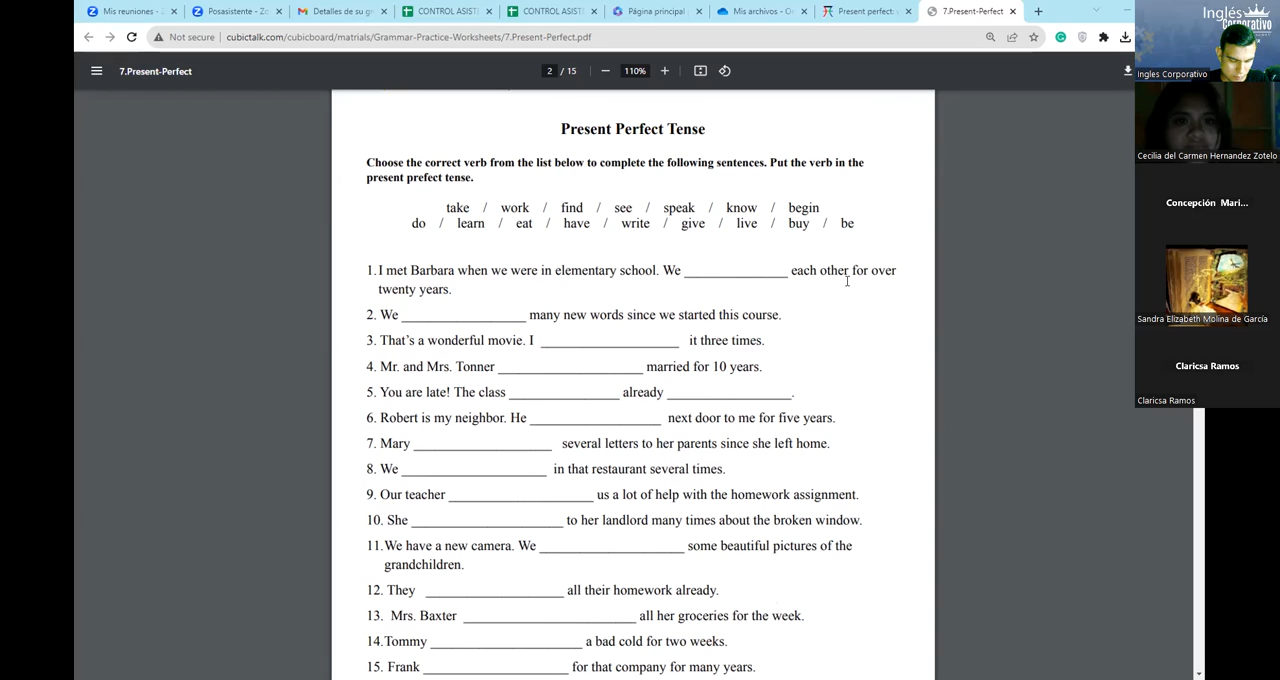 Mis reuniones - Z
Posasistente - Zo
Detalles de su gr
CONTROL ASIST
CONTROL ASIST
Página principal
Mis archivos - O
Present perfect: e
7.Present-Perfect
Not secure | cubictalk.com/cubicboard/matrials/Grammar-Practice-Worksheets/7.Present-Perfect.pdf
7.Present-Perfect
2 / 15
110%
Present Perfect Tense
Choose the correct verb from the list below to complete the following sentences. Put the verb in the
present prefect tense.
take / work / find / see / speak / know / begin
do / learn / eat / have / write / give / live / buy / be
1. I met Barbara when we were in elementary school. We ______________ each other for over
twenty years.
2. We _________________ many new words since we started this course.
3. That's a wonderful movie. I ___________________ it three times.
4. Mr. and Mrs. Tonner ____________________ married for 10 years.
5. You are late! The class _______________ already _________________.
6. Robert is my neighbor. He __________________ next door to me for five years.
7. Mary ___________________ several letters to her parents since she left home.
8. We ____________________ in that restaurant several times.
9. Our teacher ____________________ us a lot of help with the homework assignment.
10. She _____________________ to her landlord many times about the broken window.
11.We have a new camera. We ____________________ some beautiful pictures of the
grandchildren.
12. They ___________________ all their homework already.
13. Mrs. Baxter ________________________ all her groceries for the week.
14.Tommy _____________________ a bad cold for two weeks.
15. Frank ____________________ for that company for many years.
Inglés
Corporativo
Ingles Corporativo
Cecilia del Carmen Hernandez Zotelo
Concepción Mari...
Sandra Elizabeth Molina de García
Claricsa Ramos
Claricsa Ramos